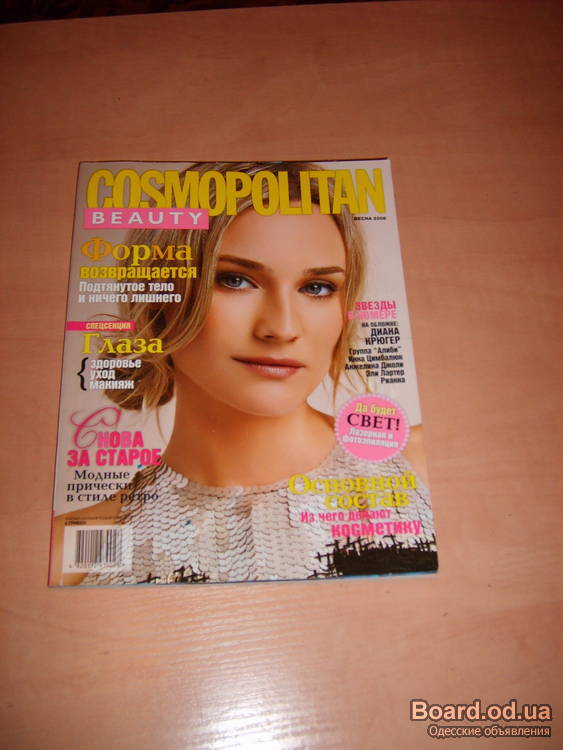 COSMOPOLITAN
BEAUTY
ВЕСНА 2008
Форма
возвращается
Подтянутое тело
и ничего лишнего
СПЕЦСЕКЦИЯ
Глаза
{ здоровье
уход
макияж
СНОВА
ЗА СТАРОЕ
Модные
прически
в стиле ретро
ЗВЕЗДЫ
В НОМЕРЕ
НА ОБЛОЖКЕ:
ДИАНА
КРЮГЕР
Группа "Алиби"
Инна Цимбалюк
Анжелина Джоли
Эли Лартер
Рианна
Да будет
СВЕТ!
Лазерная и
фотоэпиляция
Основной
состав
Из чего делают
косметику
Board.od.ua
Одесские объявления